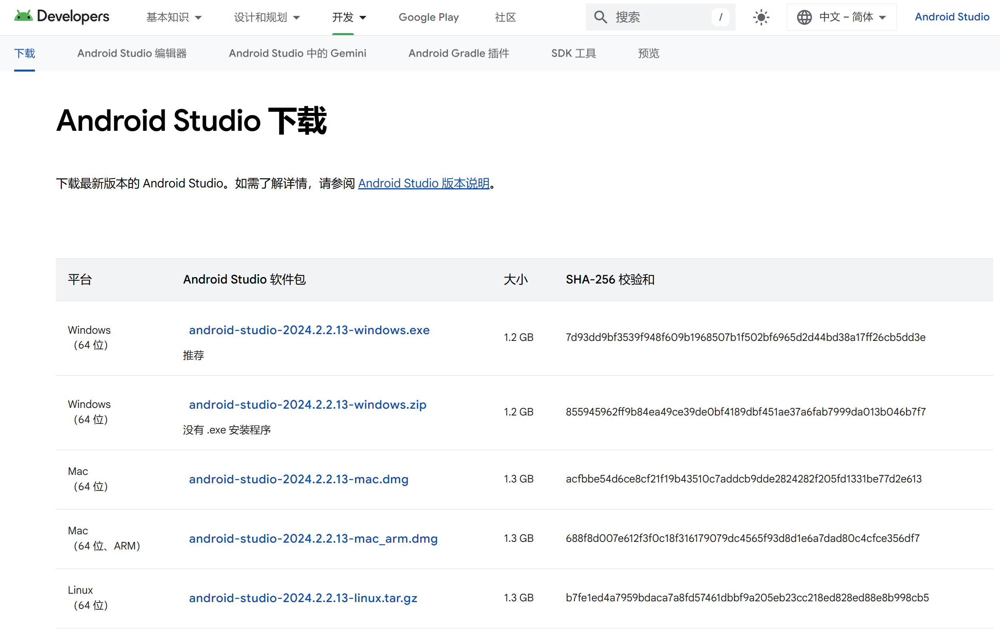 Developers 基本知识 设计和规划 开发 Google Play 社区 搜索 / 中文 – 简体 Android Studio
下载 Android Studio 编辑器 Android Studio 中的 Gemini Android Gradle 插件 SDK 工具 预览
Android Studio 下载
下载最新版本的 Android Studio。如需了解详情，请参阅 Android Studio 版本说明。
平台 Android Studio 软件包 大小 SHA-256 校验和
Windows
（64 位）
android-studio-2024.2.2.13-windows.exe
推荐
1.2 GB
7d93dd9bf3539f948f609b1968507b1f502bf6965d2d44bd38a17ff26cb5dd3e
Windows
（64 位）
android-studio-2024.2.2.13-windows.zip
没有 .exe 安装程序
1.2 GB
855945962ff9b84ea49ce39de0bf4189dbf451ae37a6fab7999da013b046b7f7
Mac
（64 位）
android-studio-2024.2.2.13-mac.dmg
1.3 GB
acfbbe54d6ce8cf21f19b43510c7addcb9dde2824282f205fd1331be77d2e613
Mac
（64 位、ARM）
android-studio-2024.2.2.13-mac_arm.dmg
1.3 GB
688f8d007e612f3f0c18f316179079dc4565f93d8d1e6a7dad80c4cfce356df7
Linux
（64 位）
android-studio-2024.2.2.13-linux.tar.gz
1.3 GB
b7fe1ed4a7959bdaca7a8fd57461dbbf9a205eb23cc218ed828ed88e8b998cb5